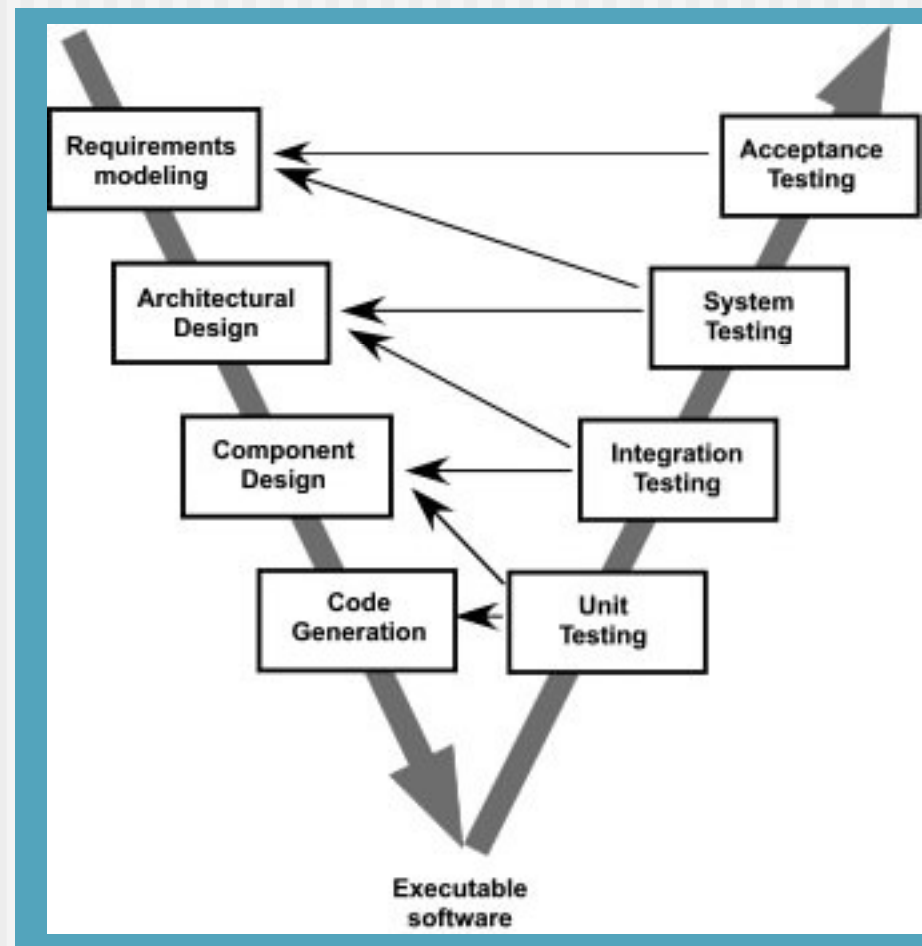 Requirements
modeling
Acceptance
Testing
Architectural
Design
System
Testing
Component
Design
Integration
Testing
Code
Generation
Unit
Testing
Executable
software